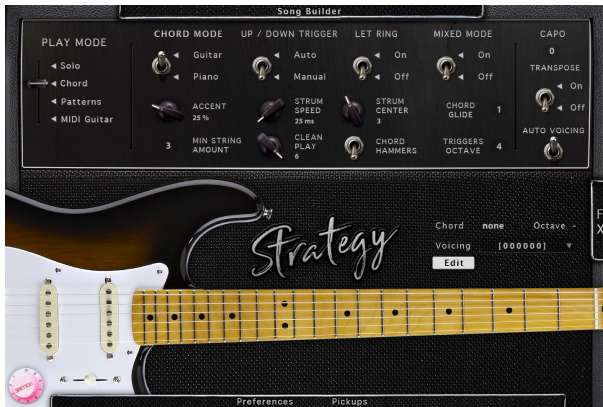 Song Builder
PLAY MODE
Solo
Chord
Patterns
MIDI Guitar
CHORD MODE
Guitar
Piano
UP / DOWN TRIGGER
Auto
Manual
LET RING
On
Off
MIXED MODE
On
Off
CAPO
0
TRANSPOSE
On
Off
AUTO VOICING
ACCENT
25 %
STRUM SPEED
25 ms
STRUM CENTER
3
CHORD GLIDE
1
3
MIN STRING AMOUNT
CLEAN PLAY
6
CHORD HAMMERS
TRIGGERS OCTAVE
4
Strategy
Chord none Octave -
Voicing [000000]
Edit
F
X
VOLUME
Preferences Pickups